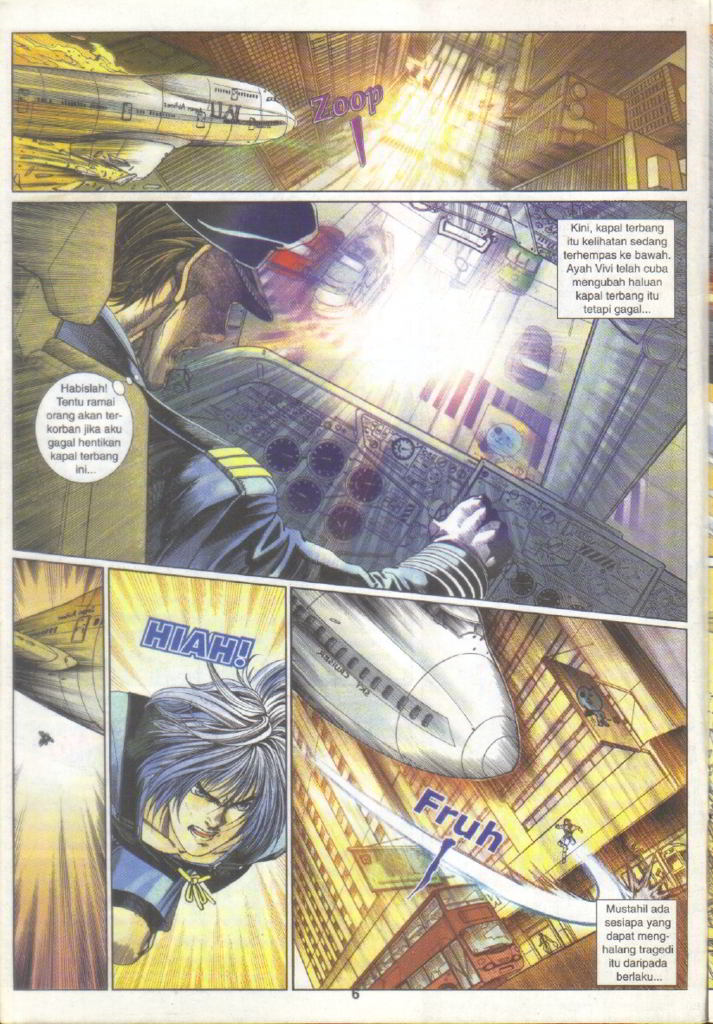 Zoop
Kini, kapal terbang
itu kelihatan sedang
terhempas ke bawah.
Ayah Vivi telah cuba
mengubah haluan
kapal terbang itu
tetapi gagal...
Habislah!
Tentu ramai
orang akan ter-
korban jika aku
gagal hentikan
kapal terbang
ini...
HIAH!
Fruh
Mustahil ada
sesiapa yang
dapat meng-
halang tragedi
itu daripada
berlaku...
6